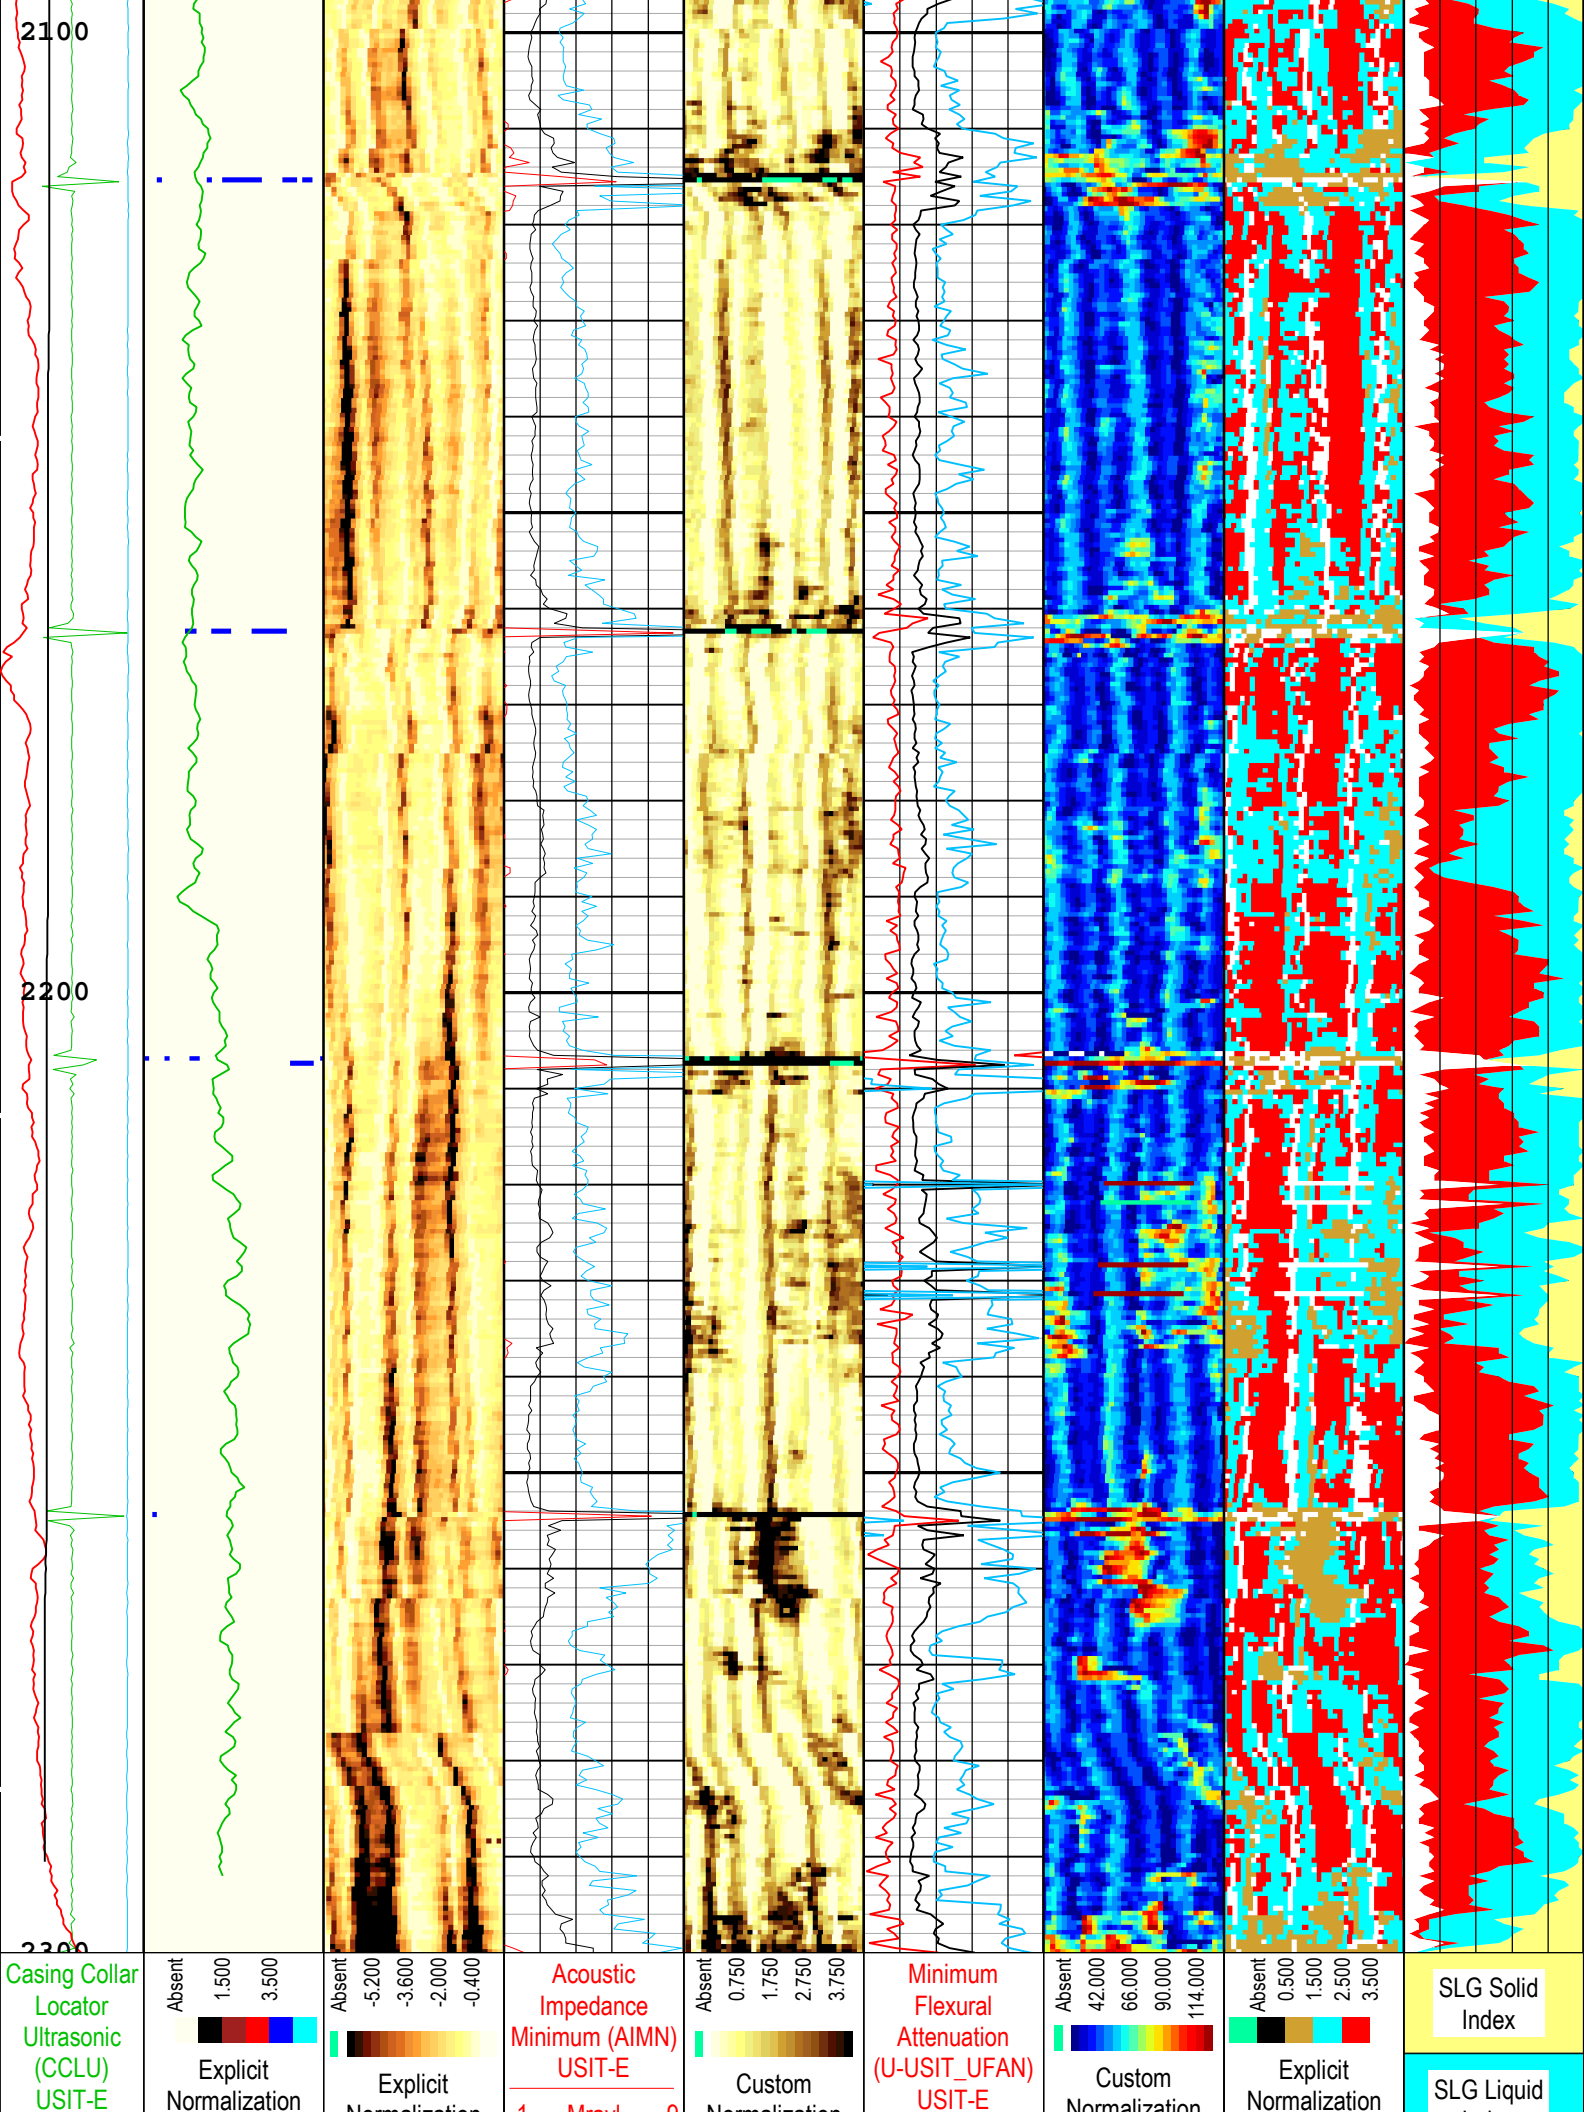 2100
2200
2300
Casing Collar
Locator
Ultrasonic
(CCLU)
USIT-E
Absent
1.500
3.500
Explicit
Normalization
Absent
-5.200
-3.600
-2.000
-0.400
Explicit
Normalization
Acoustic
Impedance
Minimum (AIMN)
USIT-E
Absent
0.750
1.750
2.750
3.750
Custom
Normalization
Minimum
Flexural
Attenuation
(U-USIT_UFAN)
USIT-E
Absent
42.000
66.000
90.000
114.000
Custom
Normalization
Absent
0.500
1.500
2.500
3.500
Explicit
Normalization
SLG Solid
Index
SLG Liquid